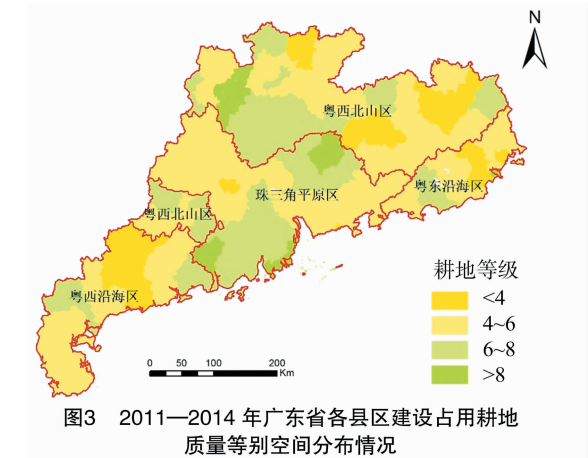 N
粤西北山区
珠三角平原区
粤东沿海区
粤西北山区
粤西沿海区
耕地等级
<4
4~6
6~8
>8
0 50 100 200
Km
图3 2011—2014 年广东省各县区建设占用耕地
质量等别空间分布情况